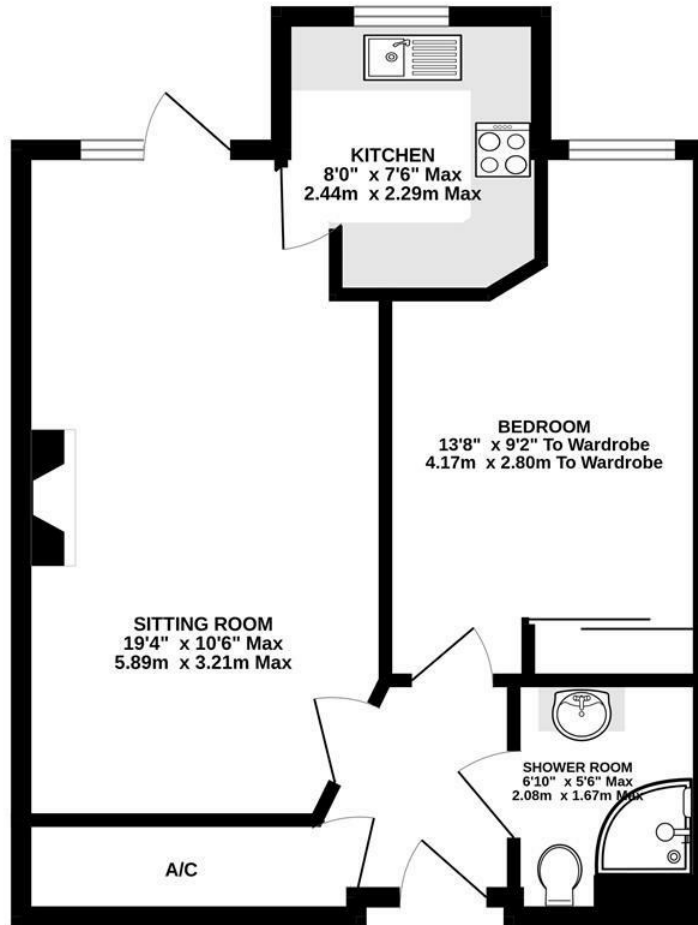 KITCHEN
8'0" x 7'6" Max
2.44m x 2.29m Max
BEDROOM
13'8" x 9'2" To Wardrobe
4.17m x 2.80m To Wardrobe
SITTING ROOM
19'4" x 10'6" Max
5.89m x 3.21m Max
SHOWER ROOM
6'10" x 5'6" Max
2.08m x 1.67m Max
A/C